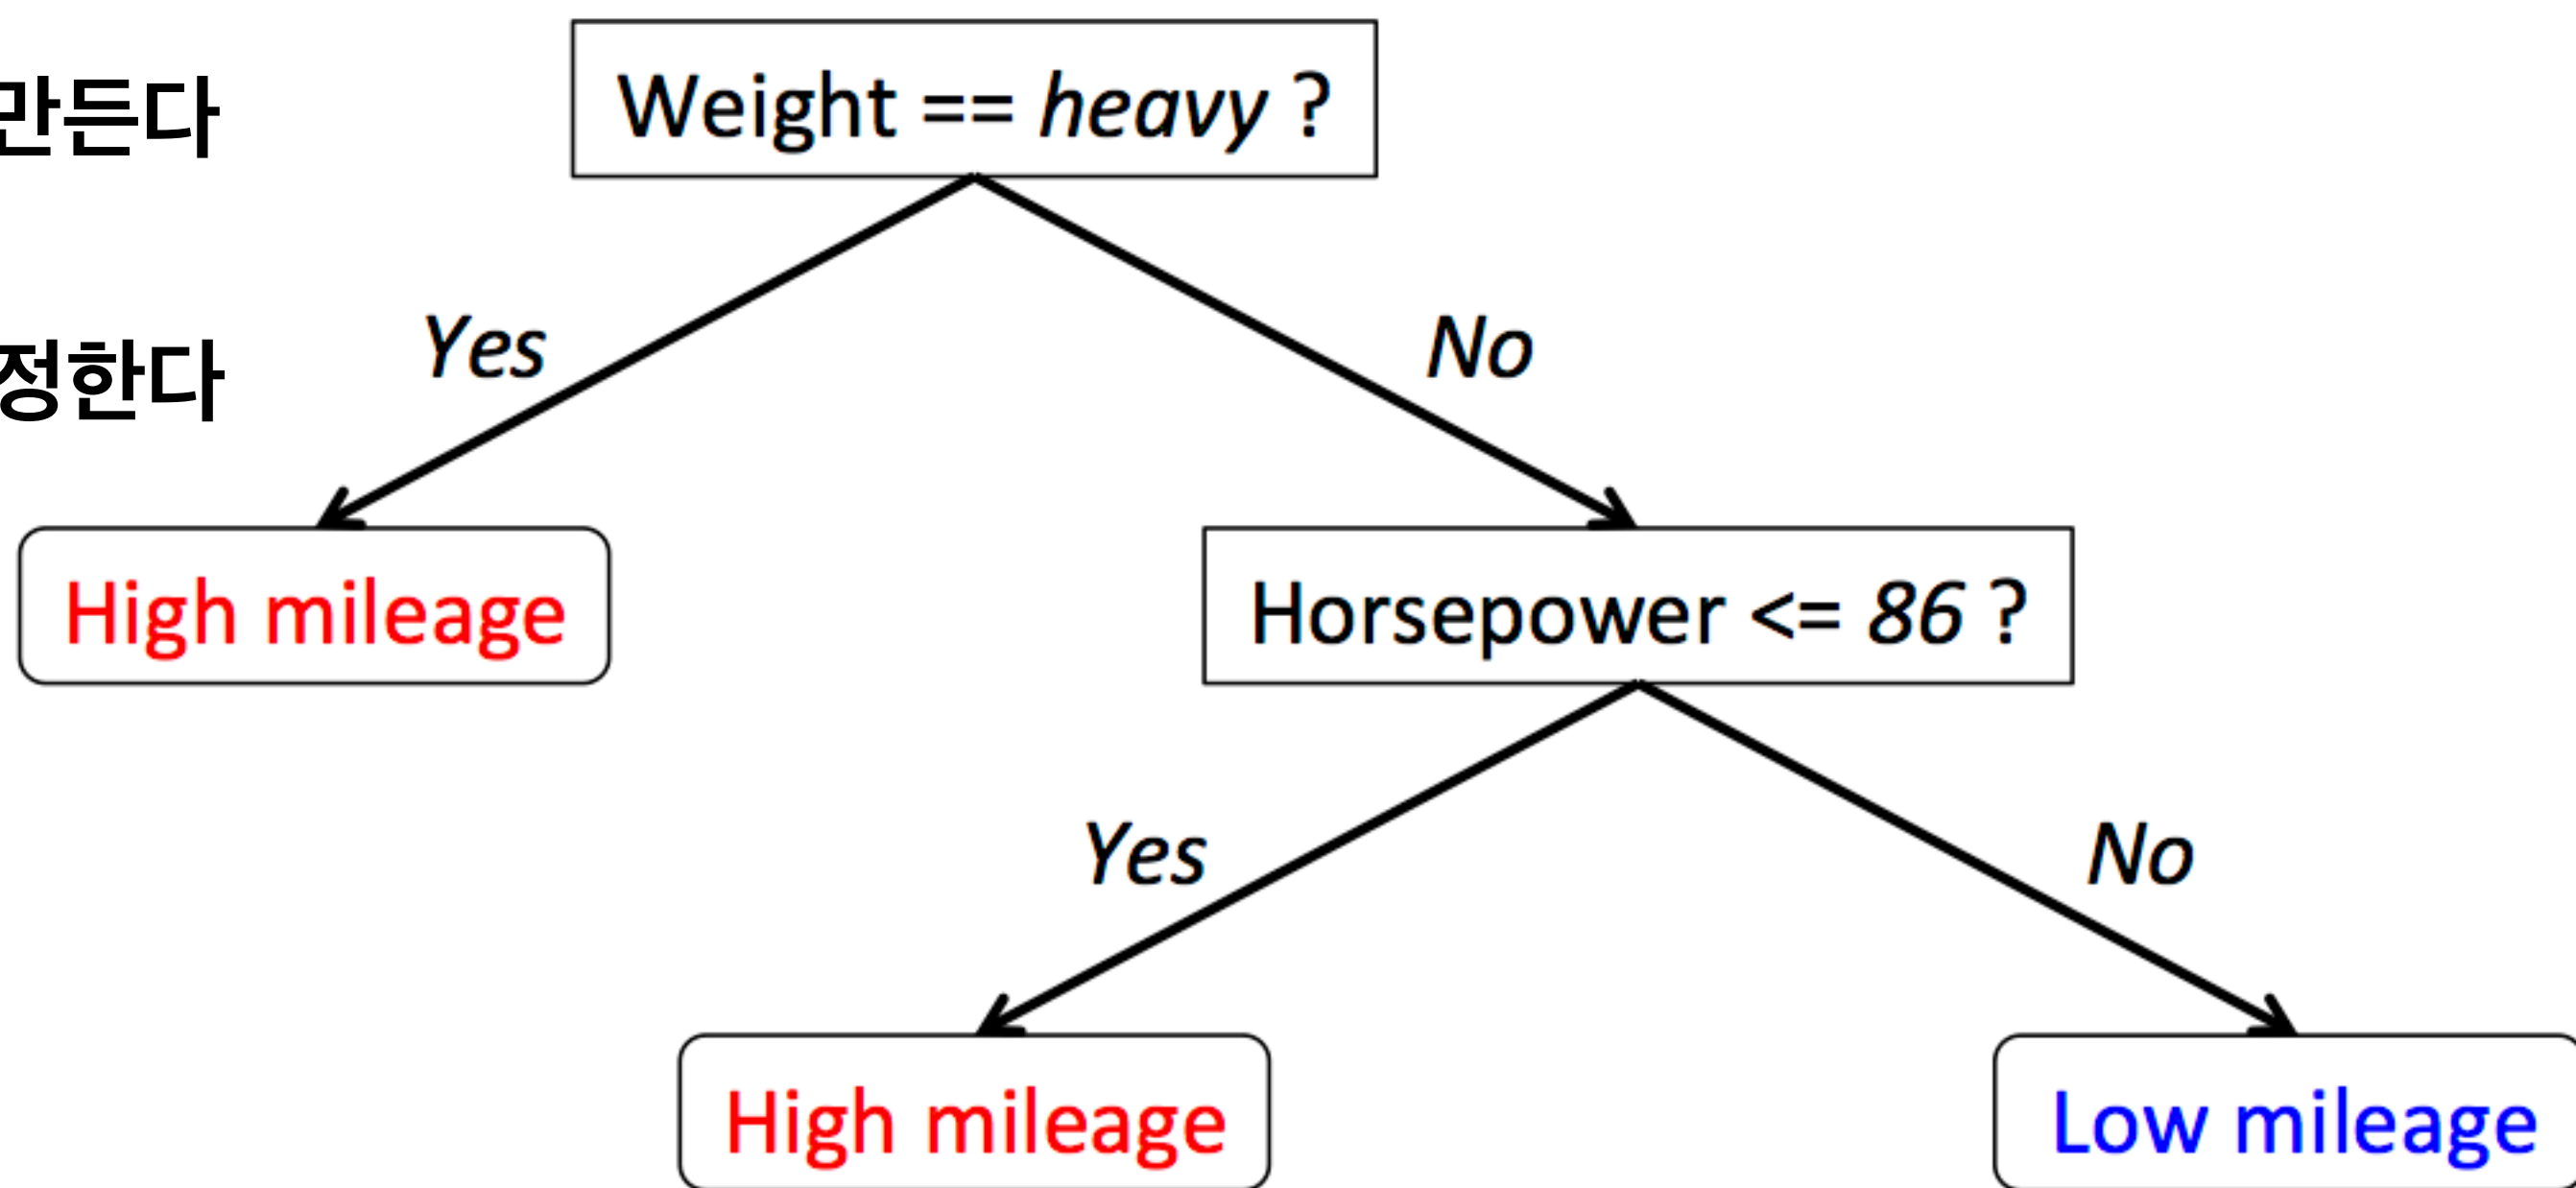 만든다
Weight == heavy ?
정한다
Yes
No
High mileage
Horsepower <= 86 ?
Yes
No
High mileage
Low mileage